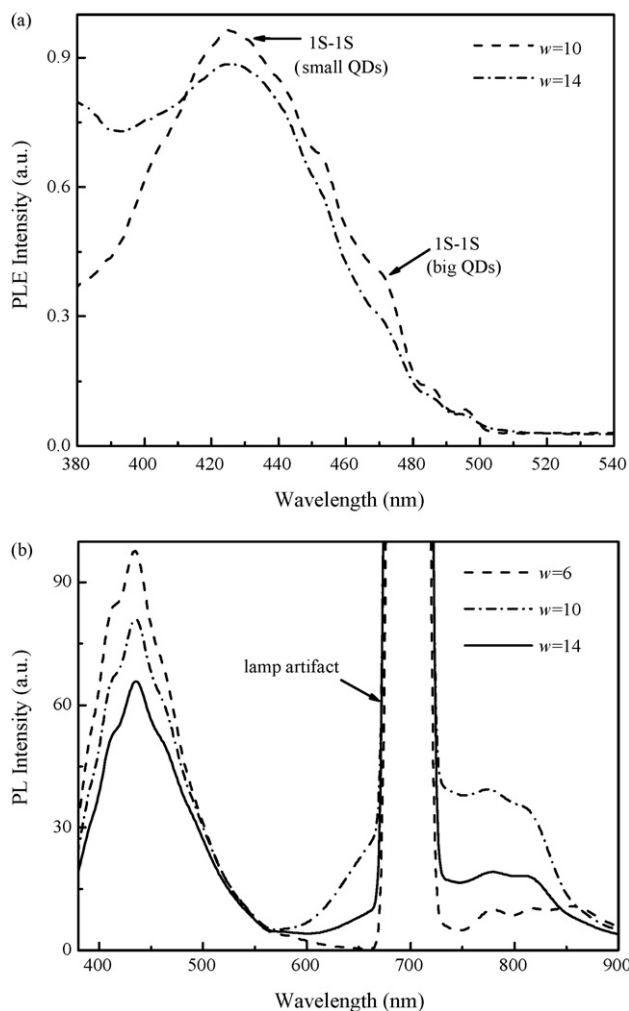 (a)
1S-1S
(small QDs)
w=10
w=14
1S-1S
(big QDs)
PLE Intensity (a.u.)
0.9
0.6
0.3
0.0
380 400 420 440 460 480 500 520 540
Wavelength (nm)
(b)
w=6
w=10
w=14
lamp artifact
PL Intensity (a.u.)
90
60
30
0
400 500 600 700 800 900
Wavelength (nm)